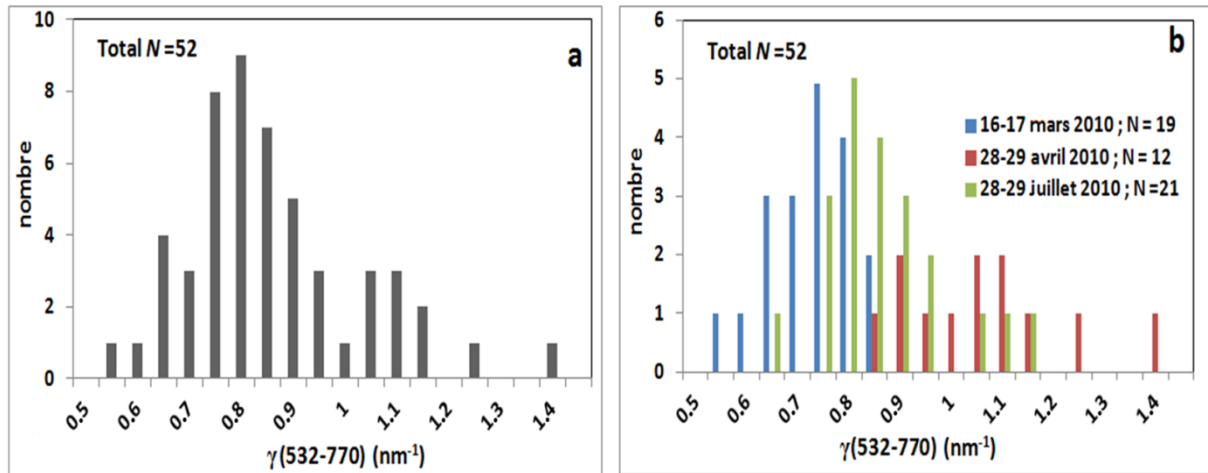 a
Total N =52
nombre
10
8
6
4
2
0
0.5 0.6 0.7 0.8 0.9 1 1.1 1.2 1.3 1.4
γ(532-770) (nm⁻¹)
b
Total N =52
16-17 mars 2010 ; N = 19
28-29 avril 2010 ; N = 12
28-29 juillet 2010 ; N =21
nombre
6
5
4
3
2
1
0
0.5 0.6 0.7 0.8 0.9 1 1.1 1.2 1.3 1.4
γ(532-770) (nm⁻¹)